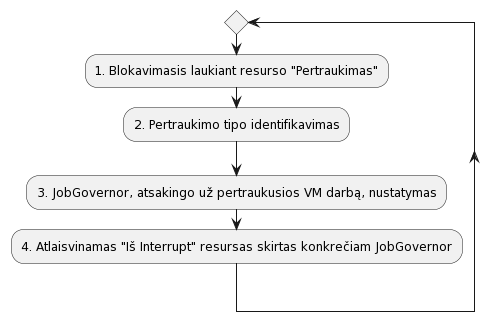 1. Blokavimasis laukiant resurso "Pertraukimas"
2. Pertraukimo tipo identifikavimas
3. JobGovernor, atsakingo už pertraukusios VM darbą, nustatymas
4. Atlaisvinamas "Iš Interrupt" resursas skirtas konkrečiam JobGovernor